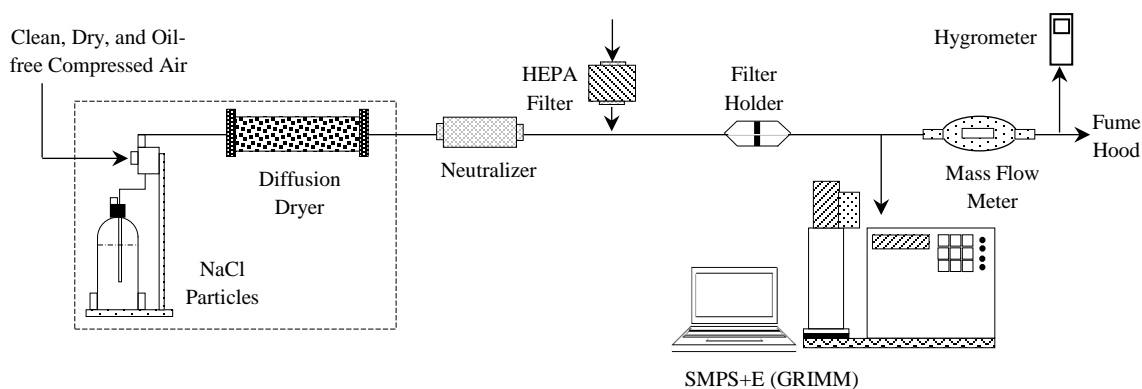 Clean, Dry, and Oil-
free Compressed Air
HEPA
Filter
Filter
Holder
Hygrometer
Fume
Hood
Diffusion
Dryer
Neutralizer
Mass Flow
Meter
NaCl
Particles
SMPS+E (GRIMM)